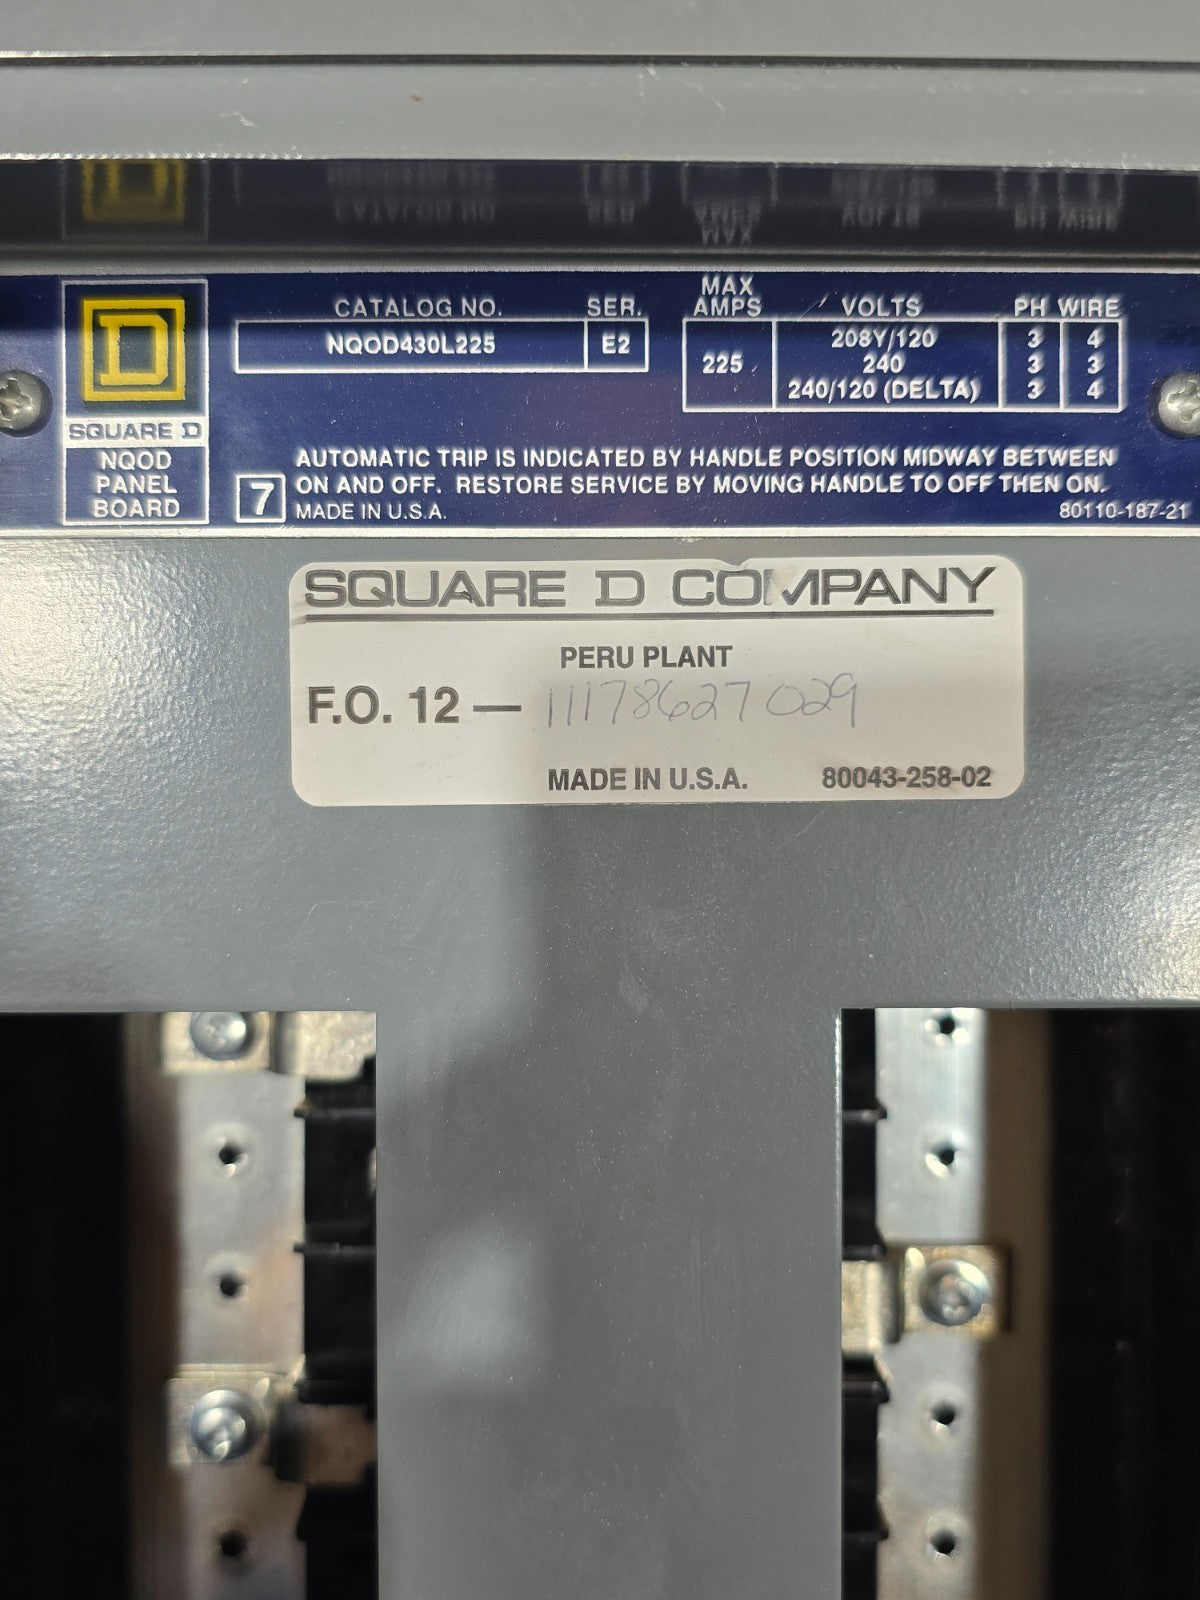 CATALOG NO. SER. MAX AMPS VOLTS PH WIRE
NQOD430L225 E2 225 208Y/120 3 4
240 3 3
240/120 (DELTA) 3 4
D
SQUARE D
NQOD
PANEL
BOARD
AUTOMATIC TRIP IS INDICATED BY HANDLE POSITION MIDWAY BETWEEN
7 ON AND OFF. RESTORE SERVICE BY MOVING HANDLE TO OFF THEN ON.
MADE IN U.S.A. 80110-187-21
SQUARE D COMPANY
PERU PLANT
F.O. 12 — 11178627029
MADE IN U.S.A. 80043-258-02